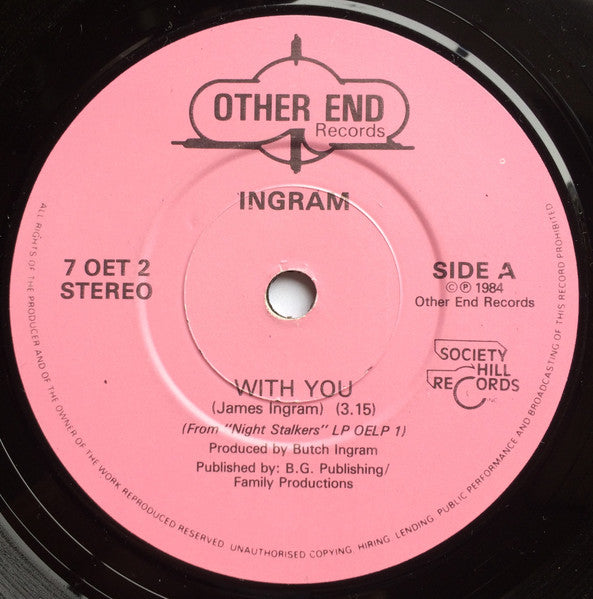 OTHER END
Records
INGRAM
7 OET 2
STEREO
SIDE A
© ℗ 1984
Other End Records
SOCIETY
HILL
RECORDS
INC
WITH YOU
(James Ingram) (3.15)
(From "Night Stalkers" LP OELP 1)
Produced by Butch Ingram
Published by: B.G. Publishing/
Family Productions
ALL RIGHTS OF THE PRODUCER AND OF THE OWNER OF THE WORK REPRODUCED RESERVED. UNAUTHORISED COPYING, HIRING, LENDING, PUBLIC PERFORMANCE AND BROADCASTING OF THIS RECORD PROHIBITED